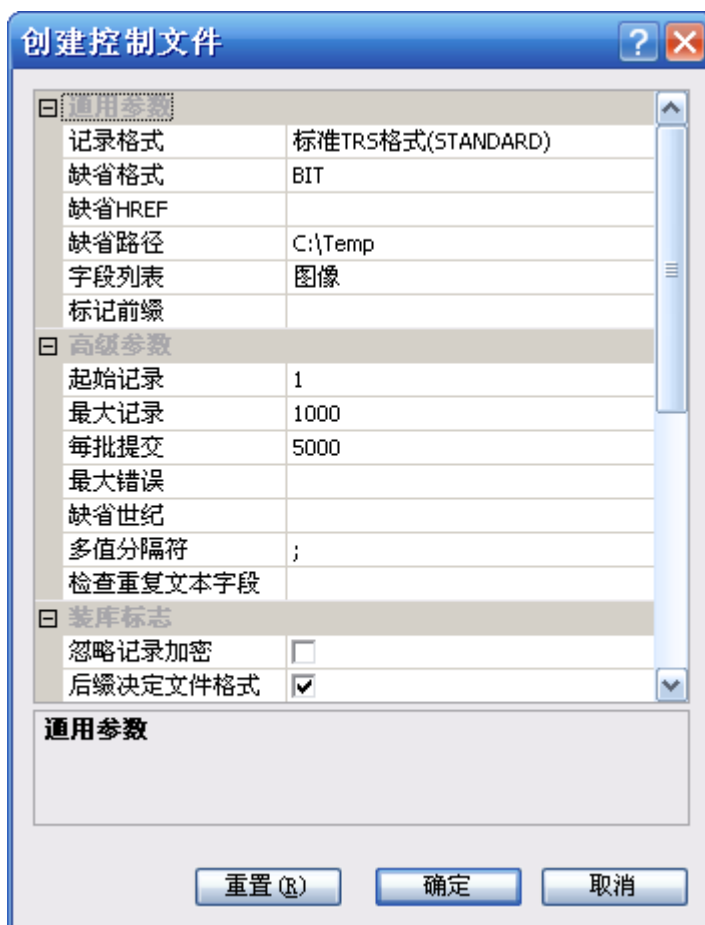 创建控制文件
通用参数
记录格式 标准TRS格式(STANDARD)
缺省格式 BIT
缺省HREF
缺省路径 C:\Temp
字段列表 图像
标记前缀
高级参数
起始记录 1
最大记录 1000
每批提交 5000
最大错误
缺省世纪
多值分隔符 ;
检查重复文本字段
装库标志
忽略记录加密
后缀决定文件格式
通用参数
重置(R) 确定 取消